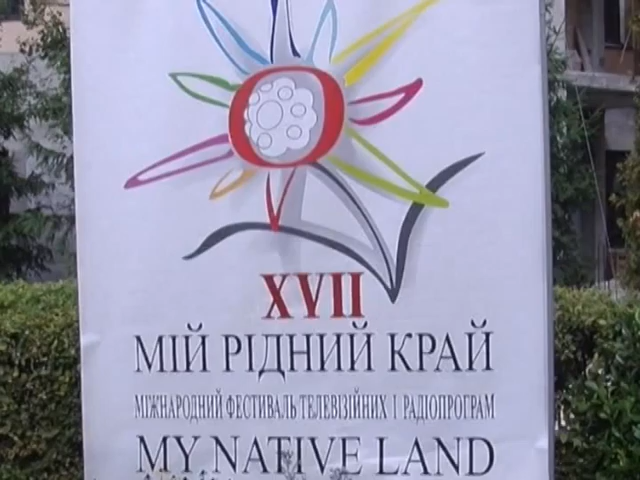 XVII
МІЙ РІДНИЙ КРАЙ
МІЖНАРОДНИЙ ФЕСТИВАЛЬ ТЕЛЕВІЗІЙНИХ І РАДІОПРОГРАМ
MY NATIVE LAND